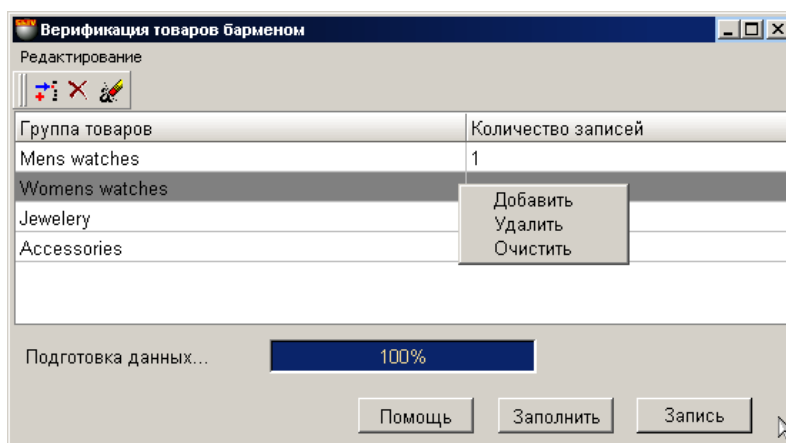 Верификация товаров барменом
Редактирование
Группа товаров Количество записей
Mens watches 1
Womens watches
Добавить
Удалить
Очистить
Jewelery
Accessories
Подготовка данных... 100%
Помощь Заполнить Запись